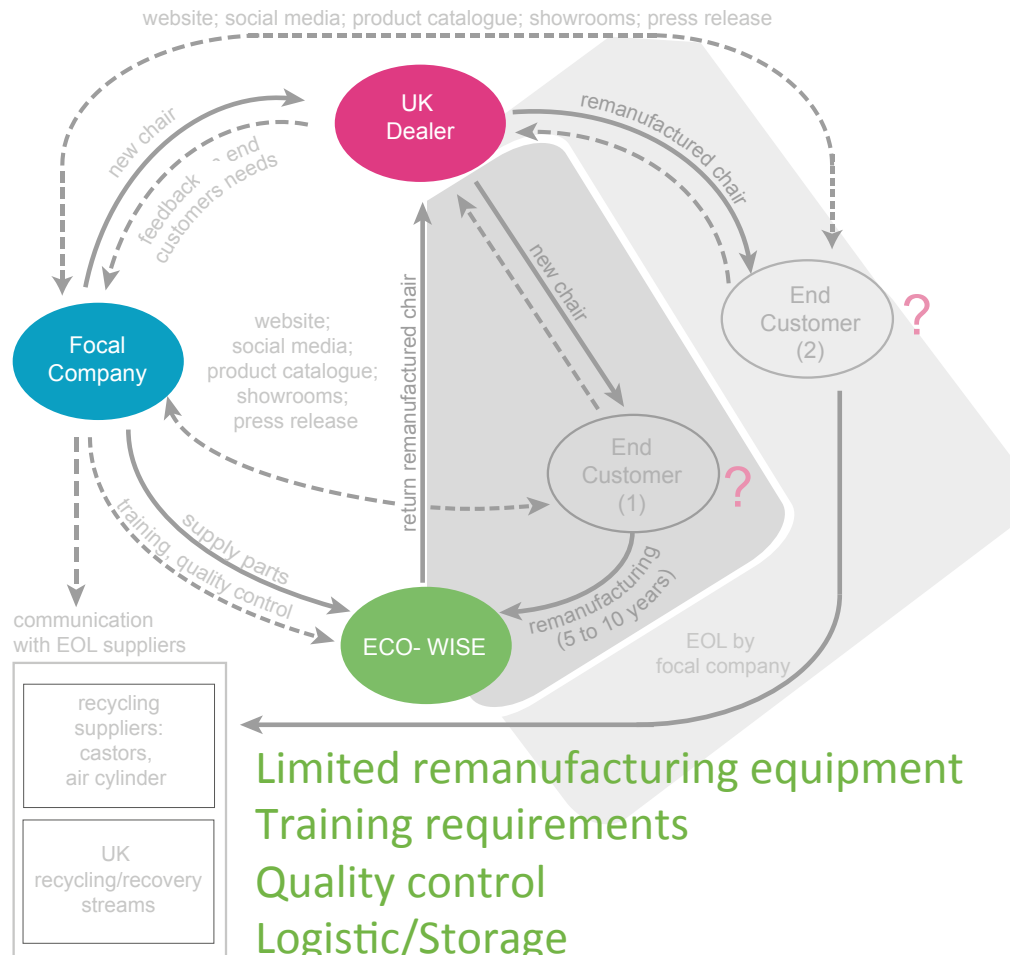 website; social media; product catalogue; showrooms; press release
UK
Dealer
new chair
feedback end
customers needs
remanufactured chair
new chair
Focal
Company
website;
social media;
product catalogue;
showrooms;
press release
return remanufactured chair
End
Customer
(2)
?
End
Customer
(1)
?
supply parts
training, quality control
remanufacturing
(5 to 10 years)
ECO- WISE
EOL by
focal company
communication
with EOL suppliers
recycling
suppliers:
castors,
air cylinder
UK
recycling/recovery
streams
Limited remanufacturing equipment
Training requirements
Quality control
Logistic/Storage